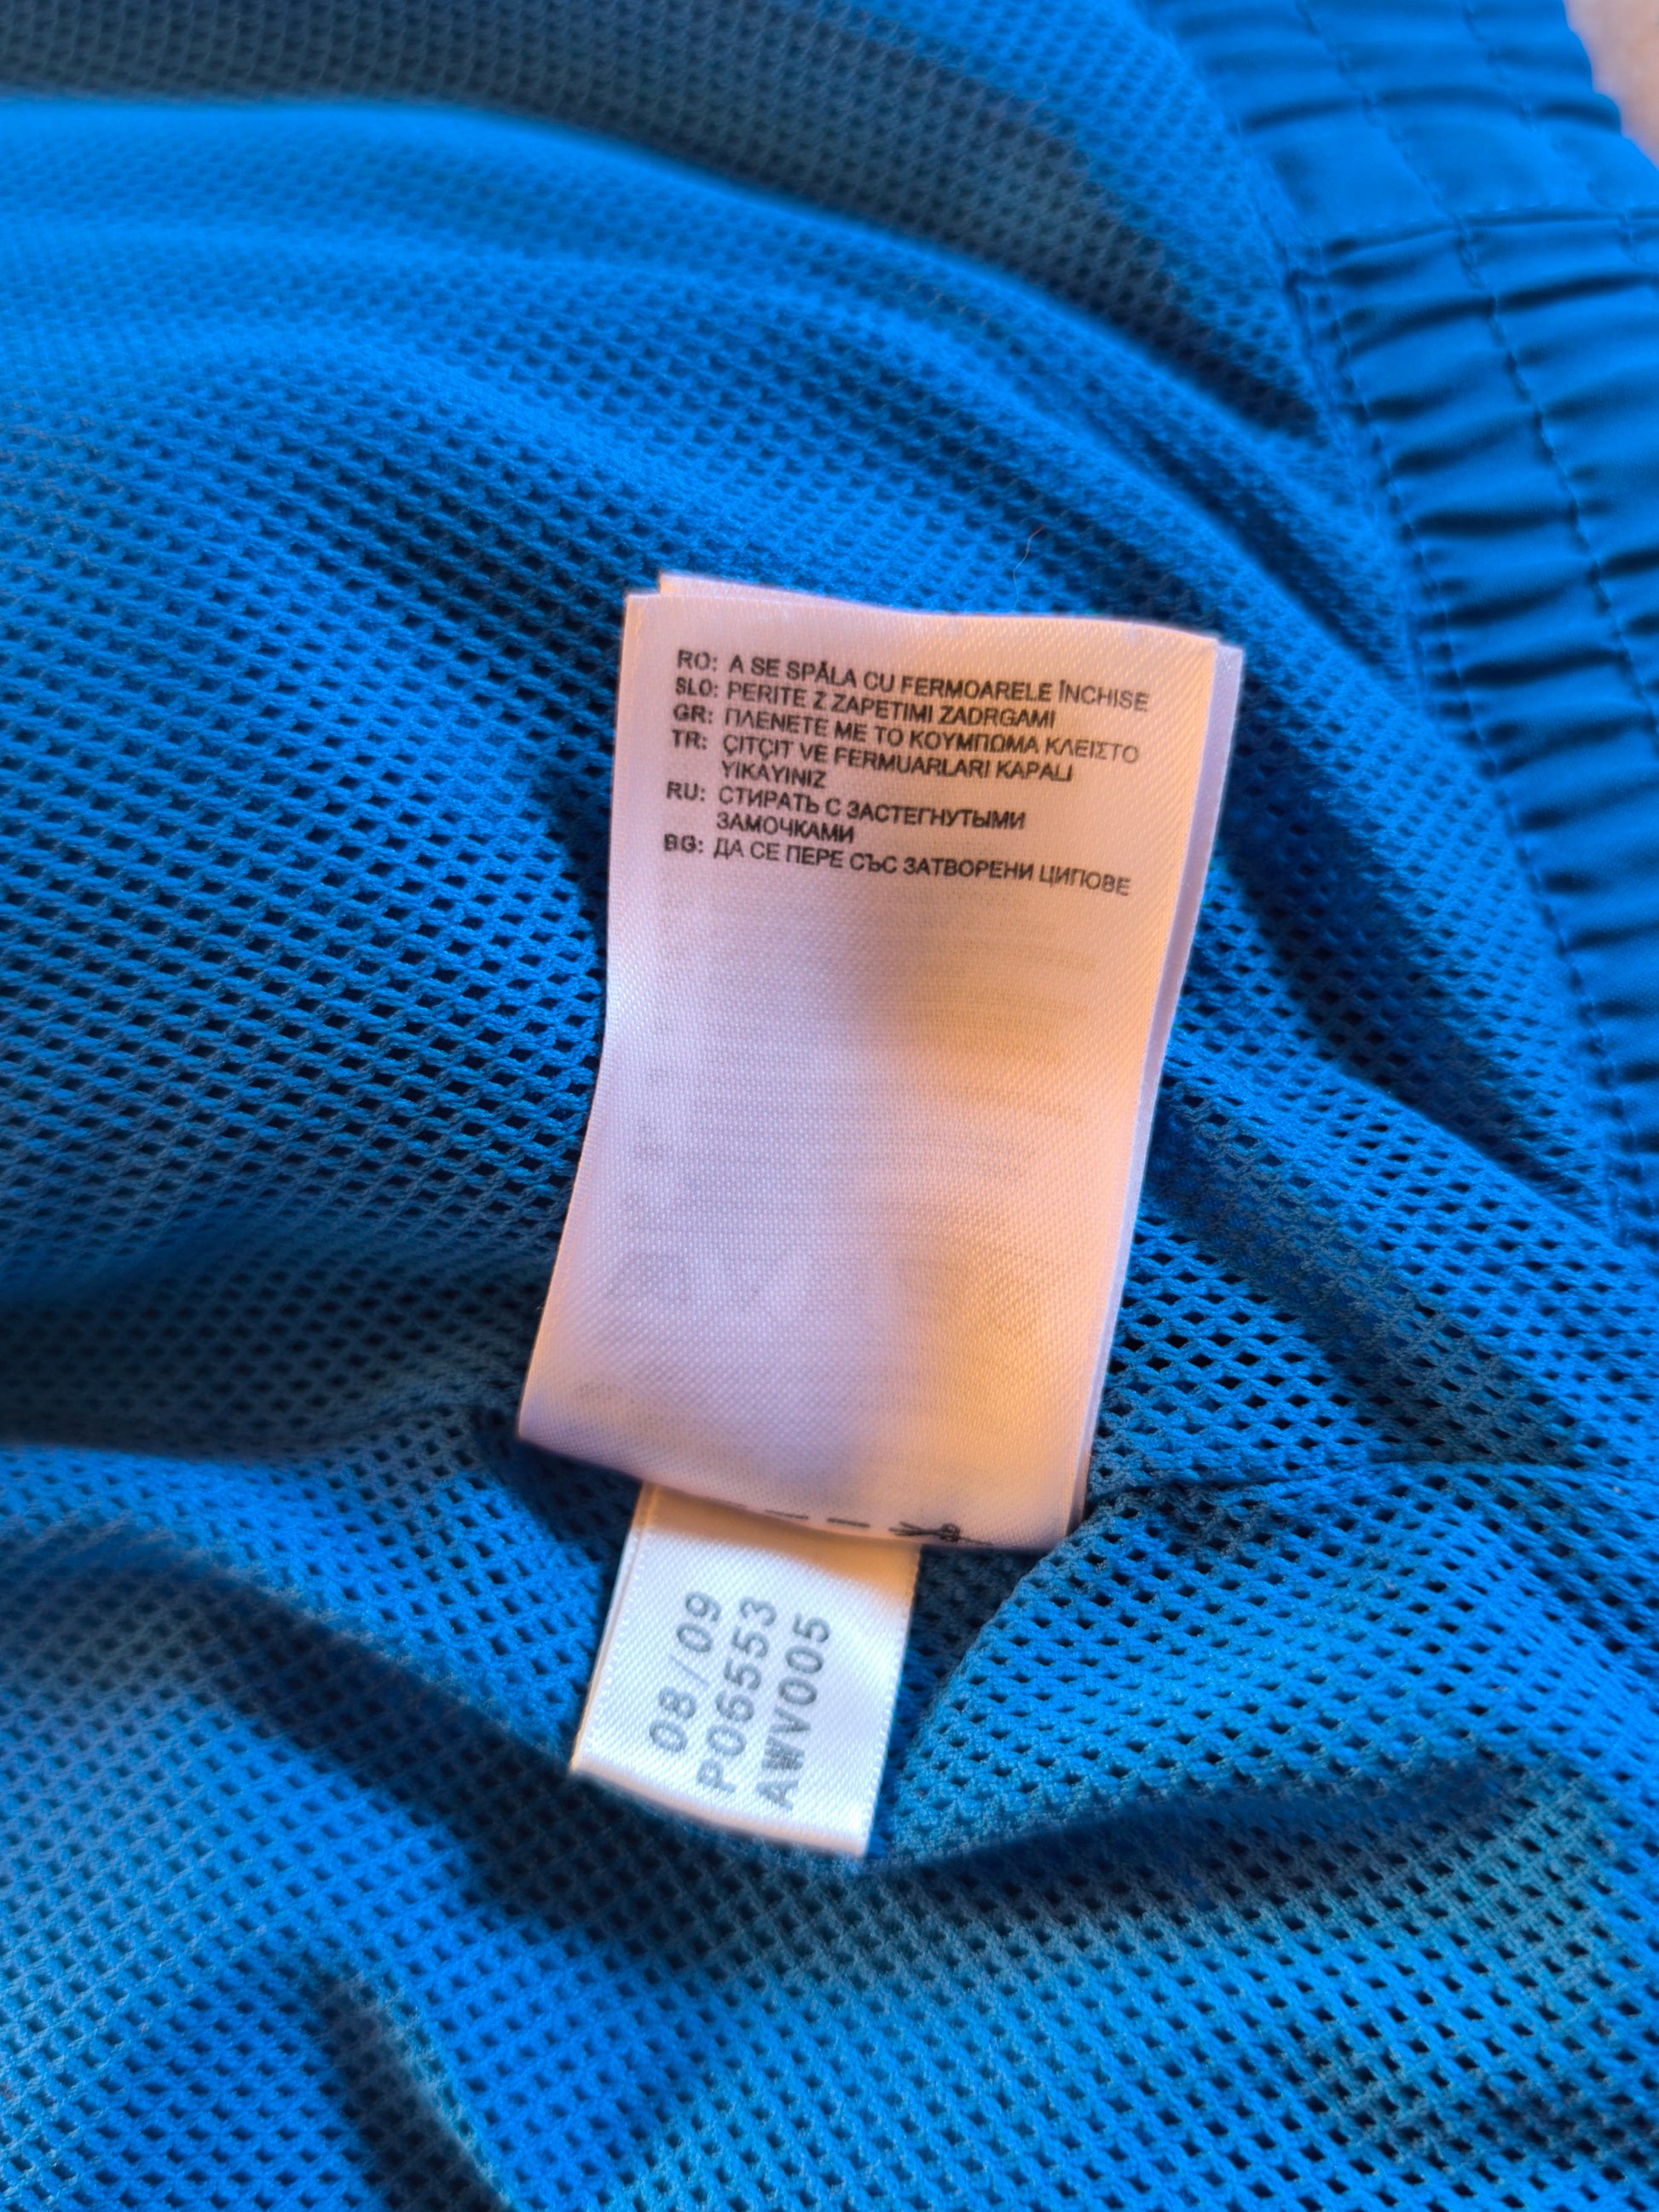 RO: A SE SPĂLA CU FERMOARELE ÎNCHISE
SLO: PERITE Z ZAPETIMI ZADRGAMI
GR: ΠΛΕΝΕΤΕ ΜΕ ΤΟ ΚΟΥΜΠΩΜΑ ΚΛΕΙΣΤΟ
TR: ÇITÇIT VE FERMUARLARI KAPALI
YIKAYINIZ
RU: СТИРАТЬ С ЗАСТЕГНУТЫМИ
ЗАМОЧКАМИ
BG: ДА СЕ ПЕРЕ СЪС ЗАТВОРЕНИ ЦИПОВЕ
08/09
P06553
AWV005